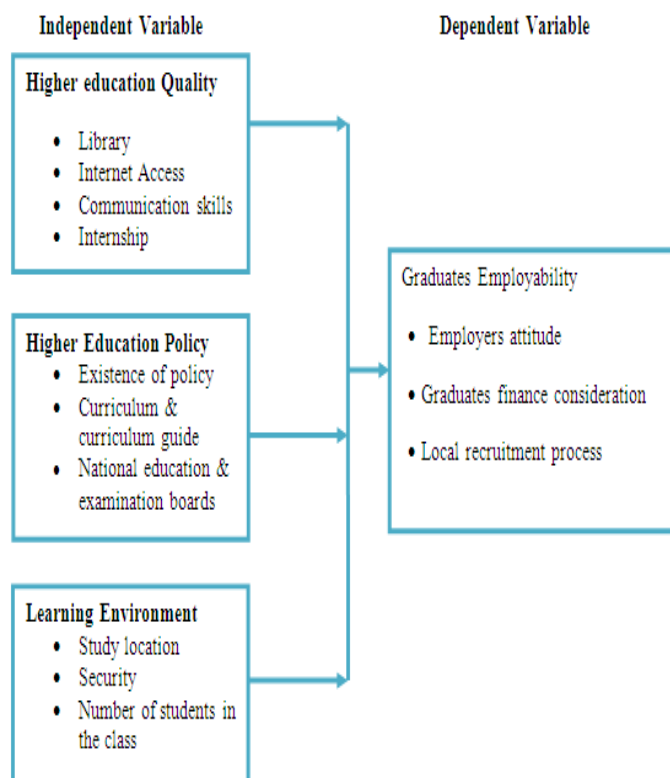 Independent Variable
Dependent Variable
Higher education Quality
• Library
• Internet Access
• Communication skills
• Internship
Higher Education Policy
• Existence of policy
• Curriculum &
curriculum guide
• National education &
examination boards
Learning Environment
• Study location
• Security
• Number of students in
the class
Graduates Employability
• Employers attitude
• Graduates finance consideration
• Local recruitment process